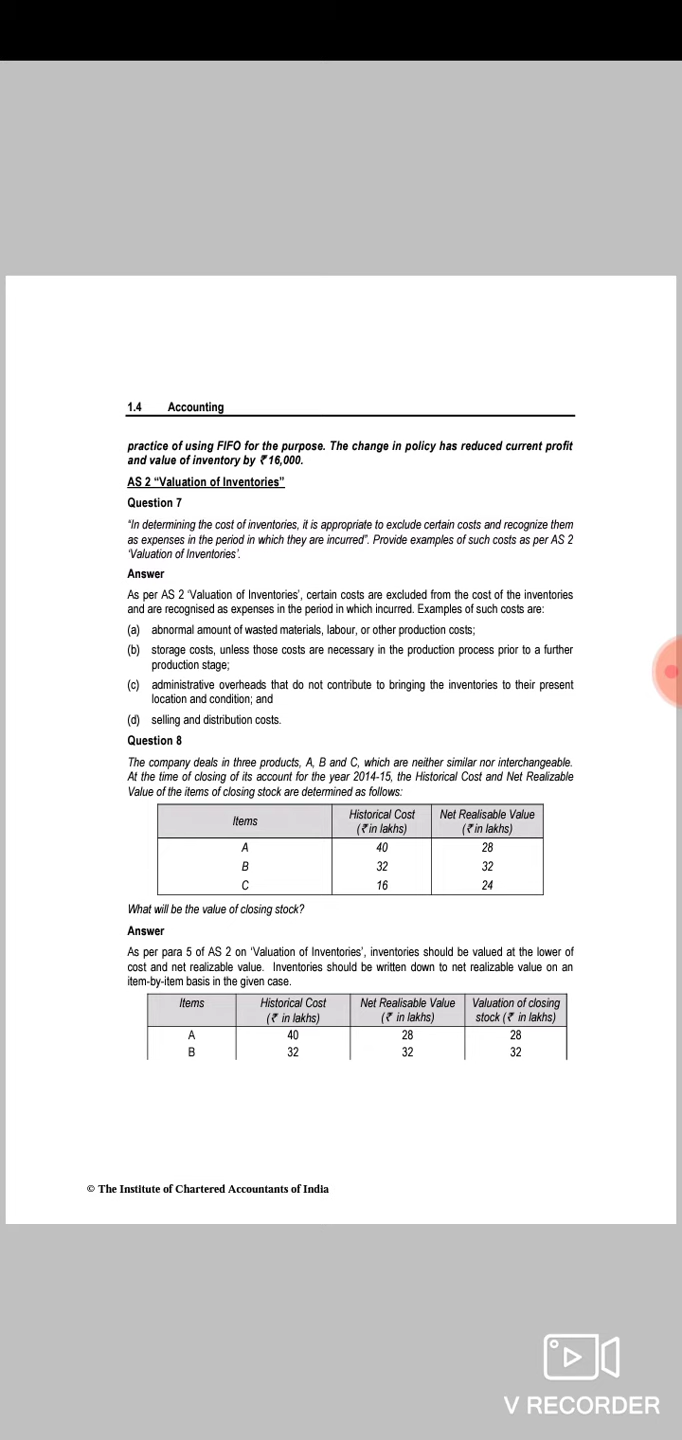 1.4 Accounting
practice of using FIFO for the purpose. The change in policy has reduced current profit
and value of inventory by ₹ 16,000.
AS 2 “Valuation of Inventories”
Question 7
“In determining the cost of inventories, it is appropriate to exclude certain costs and recognize them
as expenses in the period in which they are incurred”. Provide examples of such costs as per AS 2
‘Valuation of Inventories’.
Answer
As per AS 2 ‘Valuation of Inventories’, certain costs are excluded from the cost of the inventories
and are recognised as expenses in the period in which incurred. Examples of such costs are:
(a) abnormal amount of wasted materials, labour, or other production costs;
(b) storage costs, unless those costs are necessary in the production process prior to a further
production stage;
(c) administrative overheads that do not contribute to bringing the inventories to their present
location and condition; and
(d) selling and distribution costs.
Question 8
The company deals in three products, A, B and C, which are neither similar nor interchangeable.
At the time of closing of its account for the year 2014-15, the Historical Cost and Net Realizable
Value of the items of closing stock are determined as follows:
Items Historical Cost Net Realisable Value
(₹ in lakhs) (₹ in lakhs)
A 40 28
B 32 32
C 16 24
What will be the value of closing stock?
Answer
As per para 5 of AS 2 on ‘Valuation of Inventories’, inventories should be valued at the lower of
cost and net realizable value. Inventories should be written down to net realizable value on an
item-by-item basis in the given case.
Items Historical Cost Net Realisable Value Valuation of closing
(₹ in lakhs) (₹ in lakhs) stock (₹ in lakhs)
A 40 28 28
B 32 32 32
© The Institute of Chartered Accountants of India
V RECORDER